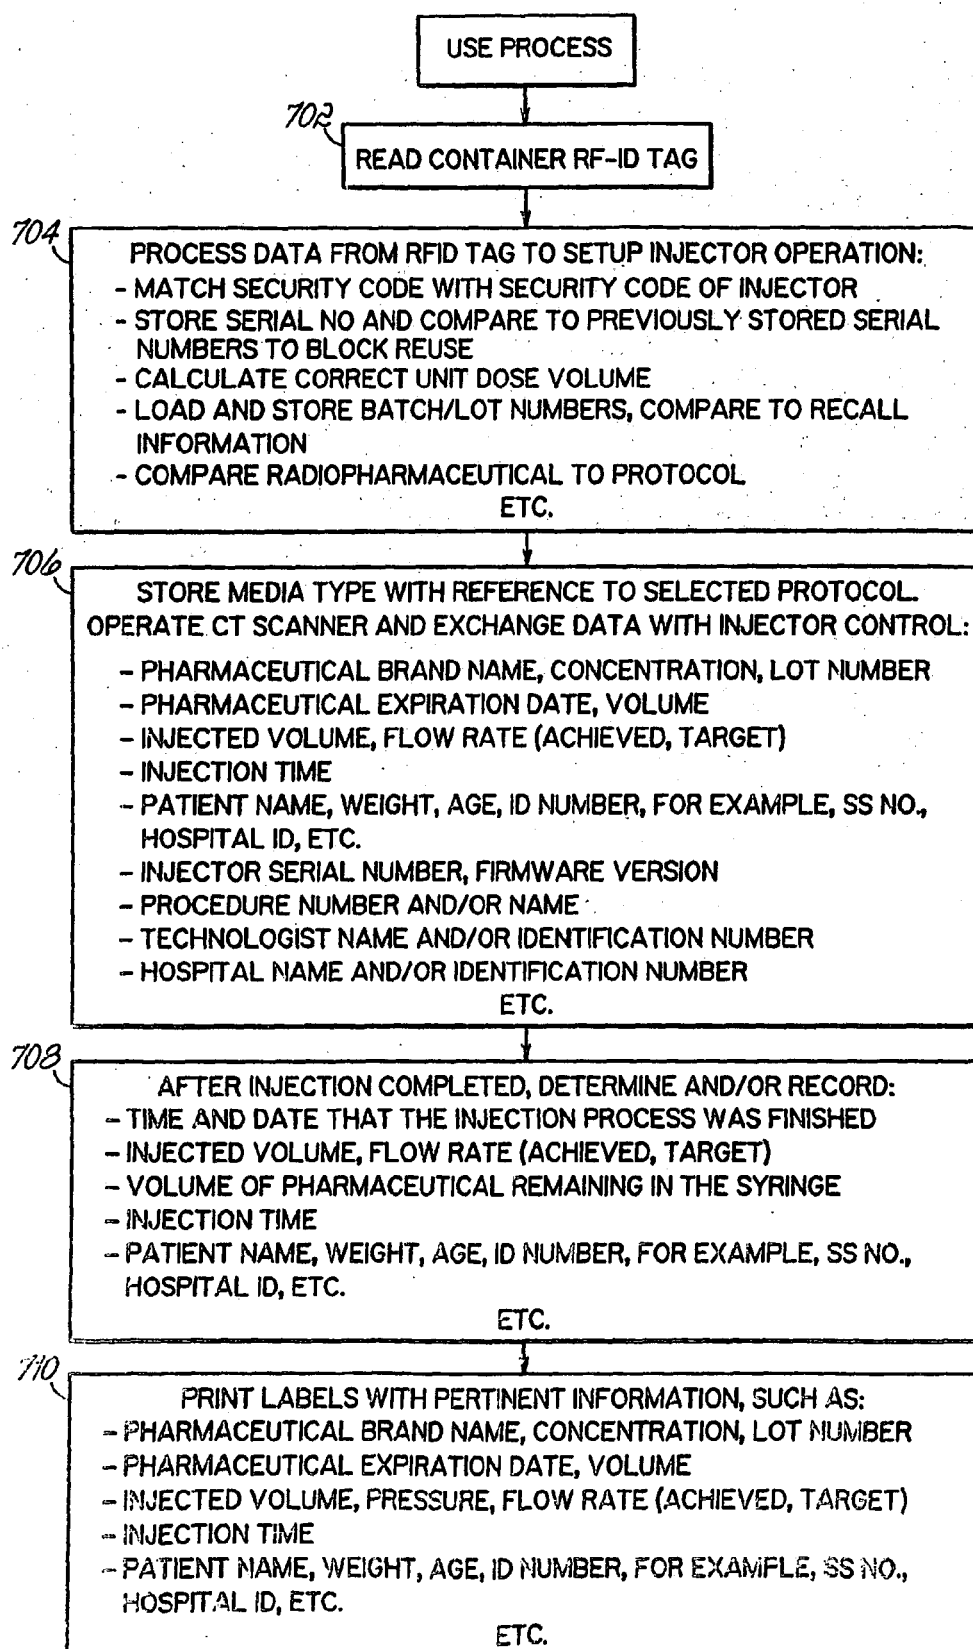 USE PROCESS
702
READ CONTAINER RF-ID TAG
704
PROCESS DATA FROM RFID TAG TO SETUP INJECTOR OPERATION:
- MATCH SECURITY CODE WITH SECURITY CODE OF INJECTOR
- STORE SERIAL NO AND COMPARE TO PREVIOUSLY STORED SERIAL
NUMBERS TO BLOCK REUSE
- CALCULATE CORRECT UNIT DOSE VOLUME
- LOAD AND STORE BATCH/LOT NUMBERS, COMPARE TO RECALL
INFORMATION
- COMPARE RADIOPHARMACEUTICAL TO PROTOCOL
ETC.
706
STORE MEDIA TYPE WITH REFERENCE TO SELECTED PROTOCOL.
OPERATE CT SCANNER AND EXCHANGE DATA WITH INJECTOR CONTROL:
- PHARMACEUTICAL BRAND NAME, CONCENTRATION, LOT NUMBER
- PHARMACEUTICAL EXPIRATION DATE, VOLUME
- INJECTED VOLUME, FLOW RATE (ACHIEVED, TARGET)
- INJECTION TIME
- PATIENT NAME, WEIGHT, AGE, ID NUMBER, FOR EXAMPLE, SS NO.,
HOSPITAL ID, ETC.
- INJECTOR SERIAL NUMBER, FIRMWARE VERSION
- PROCEDURE NUMBER AND/OR NAME
- TECHNOLOGIST NAME AND/OR IDENTIFICATION NUMBER
- HOSPITAL NAME AND/OR IDENTIFICATION NUMBER
ETC.
708
AFTER INJECTION COMPLETED, DETERMINE AND/OR RECORD:
- TIME AND DATE THAT THE INJECTION PROCESS WAS FINISHED
- INJECTED VOLUME, FLOW RATE (ACHIEVED, TARGET)
- VOLUME OF PHARMACEUTICAL REMAINING IN THE SYRINGE
- INJECTION TIME
- PATIENT NAME, WEIGHT, AGE, ID NUMBER, FOR EXAMPLE, SS NO.,
HOSPITAL ID, ETC.
ETC.
710
PRINT LABELS WITH PERTINENT INFORMATION, SUCH AS:
- PHARMACEUTICAL BRAND NAME, CONCENTRATION, LOT NUMBER
- PHARMACEUTICAL EXPIRATION DATE, VOLUME
- INJECTED VOLUME, PRESSURE, FLOW RATE (ACHIEVED, TARGET)
- INJECTION TIME
- PATIENT NAME, WEIGHT, AGE, ID NUMBER, FOR EXAMPLE, SS NO.,
HOSPITAL ID, ETC.
ETC.